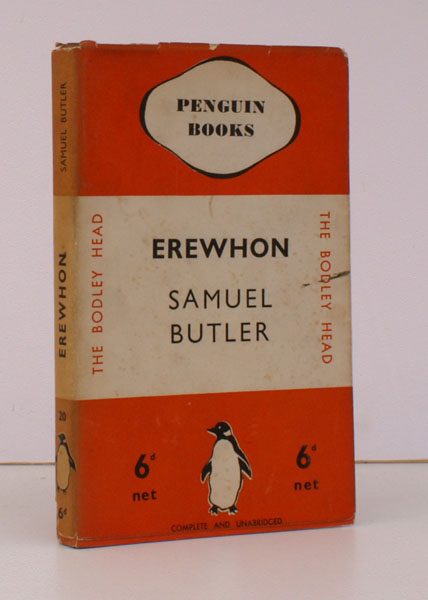 SAMUEL BUTLER
EREWHON
20
6d
PENGUIN
BOOKS
THE BODLEY HEAD
EREWHON
SAMUEL
BUTLER
THE BODLEY HEAD
6d
net
6d
net
COMPLETE AND UNABRIDGED